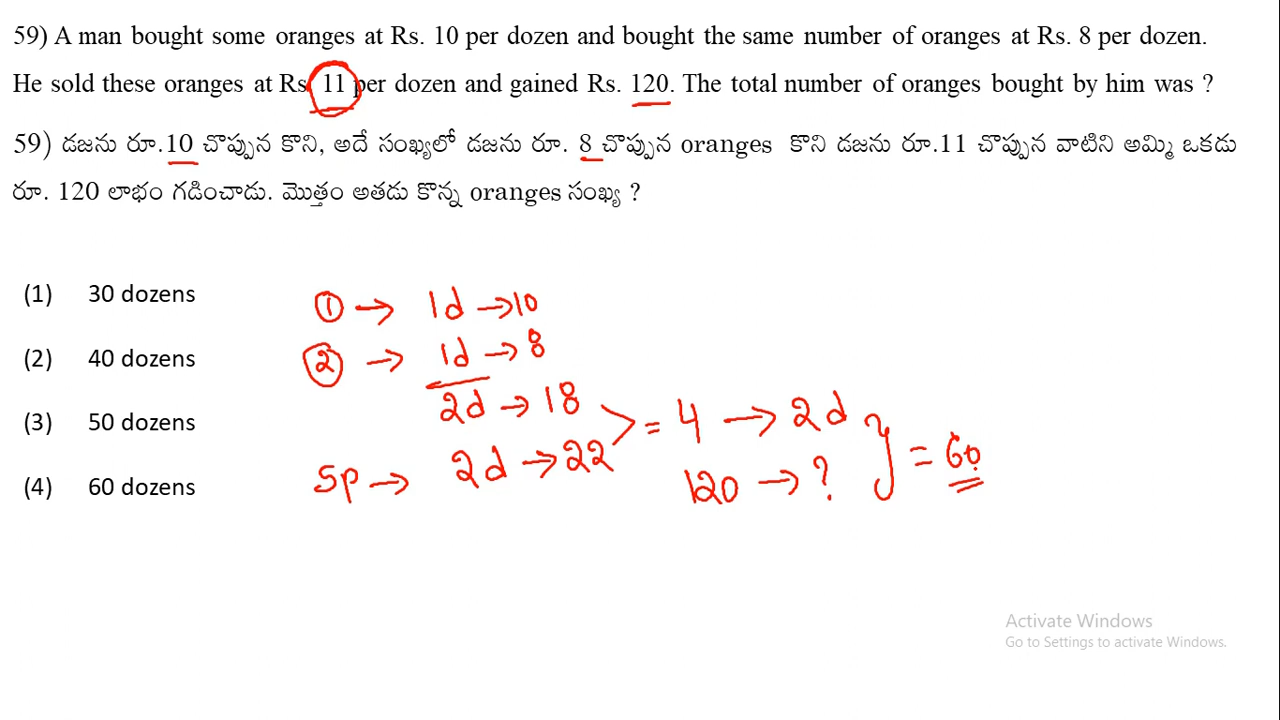 59) A man bought some oranges at Rs. 10 per dozen and bought the same number of oranges at Rs. 8 per dozen.
He sold these oranges at Rs 11 per dozen and gained Rs. 120. The total number of oranges bought by him was ?
59) డజను రూ.10 చొప్పున కొని, అదే సంఖ్యలో డజను రూ. 8 చొప్పున oranges కొని డజను రూ.11 చొప్పున వాటిని అమ్మి ఒకడు
రూ. 120 లాభం గడించాడు. మొత్తం అతడు కొన్న oranges సంఖ్య ?
(1) 30 dozens
(2) 40 dozens
(3) 50 dozens
(4) 60 dozens
① → 1d → 10
② → 1d → 8
2d → 18
SP → 2d → 22
= 4 → 2d
120 → ?
} = 60
Activate Windows
Go to Settings to activate Windows.